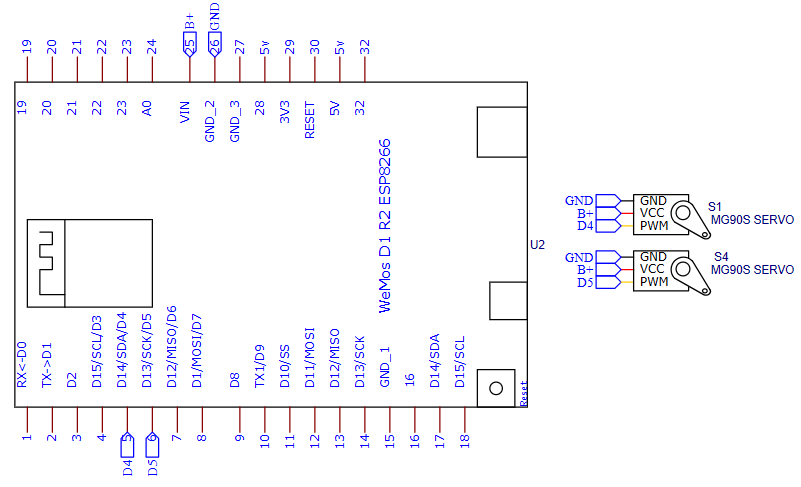 B+
GND
19 20 21 22 23 24 25 26 27 5v 29 30 5v 32
19 20 21 22 23 A0 VIN GND_2 GND_3 28 3V3 RESET 5V 32
WeMos D1 R2 ESP8266
U2
RX<-D0 TX->D1 D2 D15/SCL/D3 D14/SDA/D4 D13/SCK/D5 D12/MISO/D6 D1/MOSI/D7 D8 TX1/D9 D10/SS D11/MOSI D12/MISO D13/SCK GND_1 16 D14/SDA D15/SCL
Reset
1 2 3 4 5 6 7 8 9 10 11 12 13 14 15 16 17 18
D4 D5
GND GND S1
B+ VCC MG90S SERVO
D4 PWM
GND GND S4
B+ VCC MG90S SERVO
D5 PWM